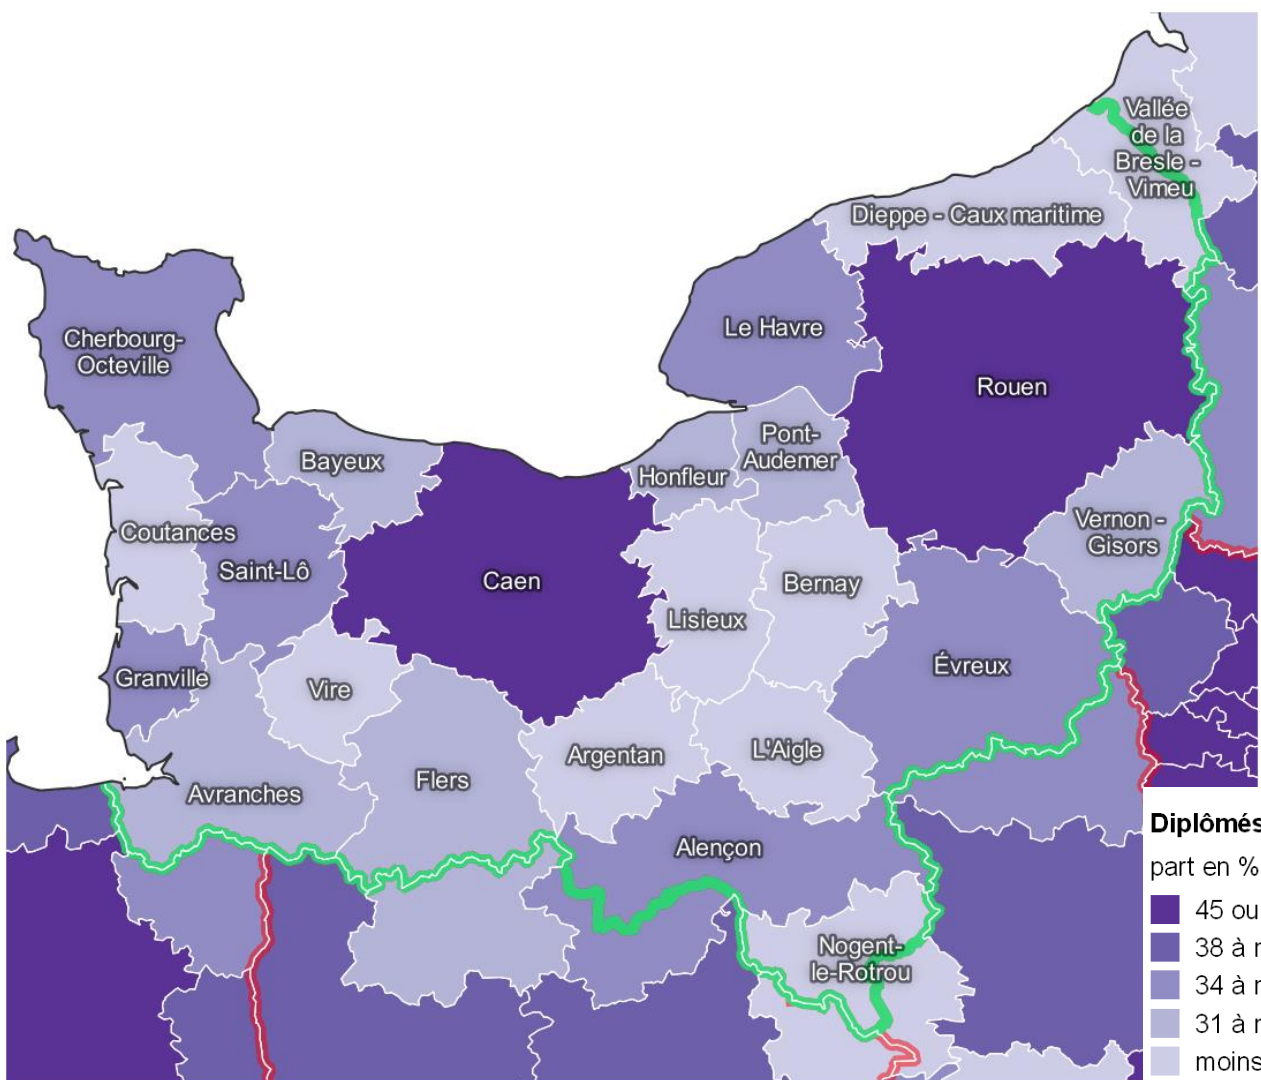 Vallée
de la
Bresle -
Vimeu
Dieppe - Caux maritime
Le Havre
Cherbourg-
Octeville
Rouen
Pont-
Audemer
Bayeux
Honfleur
Vernon -
Gisors
Coutances
Saint-Lô
Caen
Bernay
Lisieux
Granville
Vire
Évreux
Argentan
L'Aigle
Flers
Avranches
Alençon
Nogent-
le-Rotrou
Diplômés
part en %
45 ou
38 à
34 à
31 à
moins